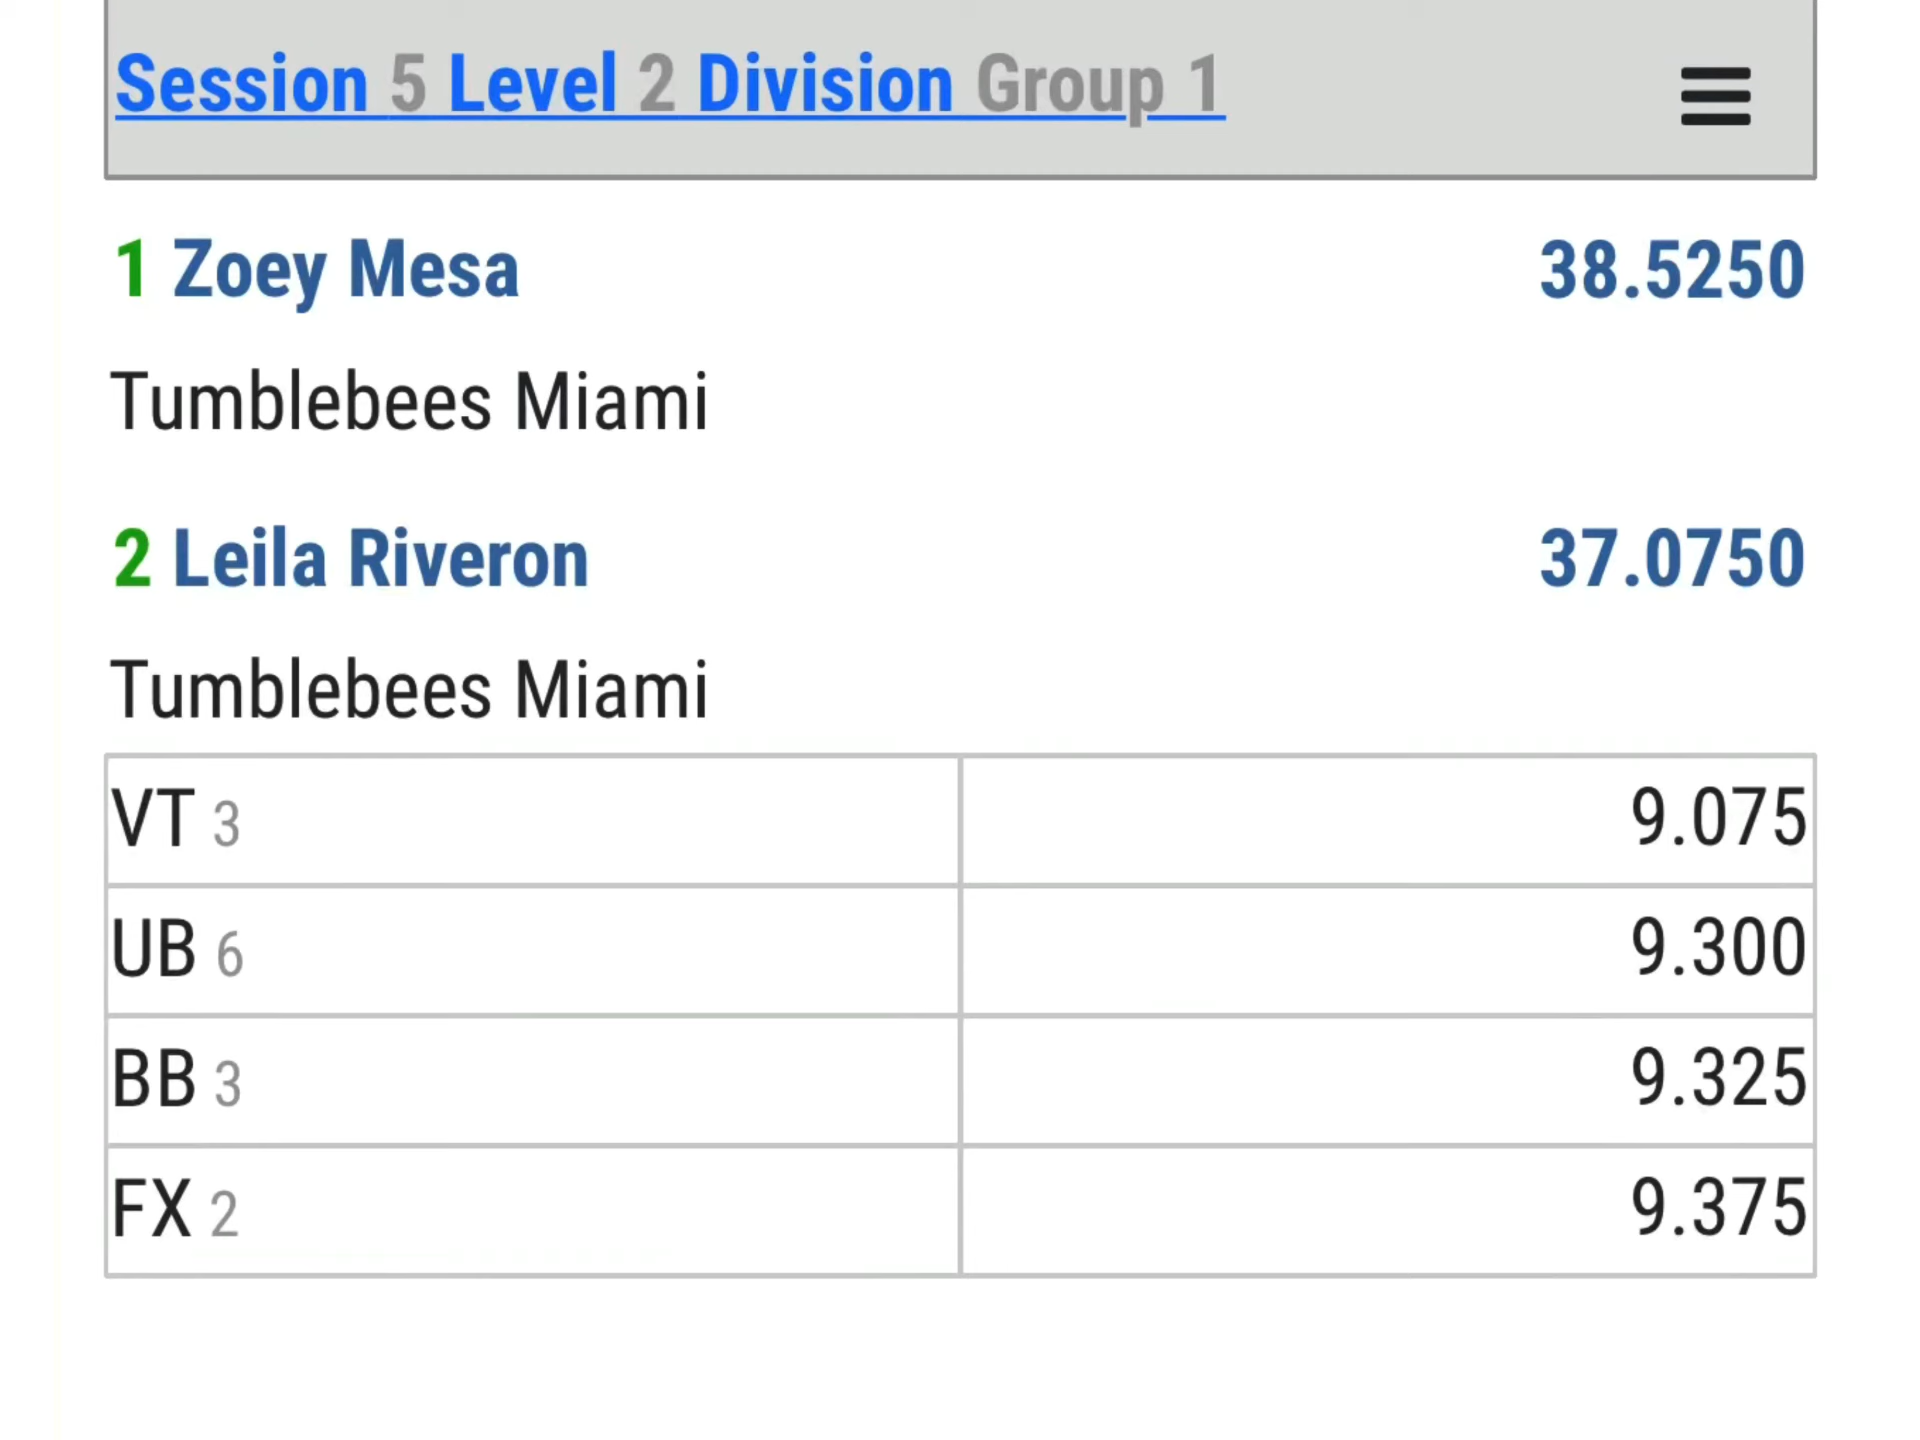 Session 5 Level 2 Division Group 1
1 Zoey Mesa 38.5250
Tumblebees Miami
2 Leila Riveron 37.0750
Tumblebees Miami
VT 3 9.075
UB 6 9.300
BB 3 9.325
FX 2 9.375